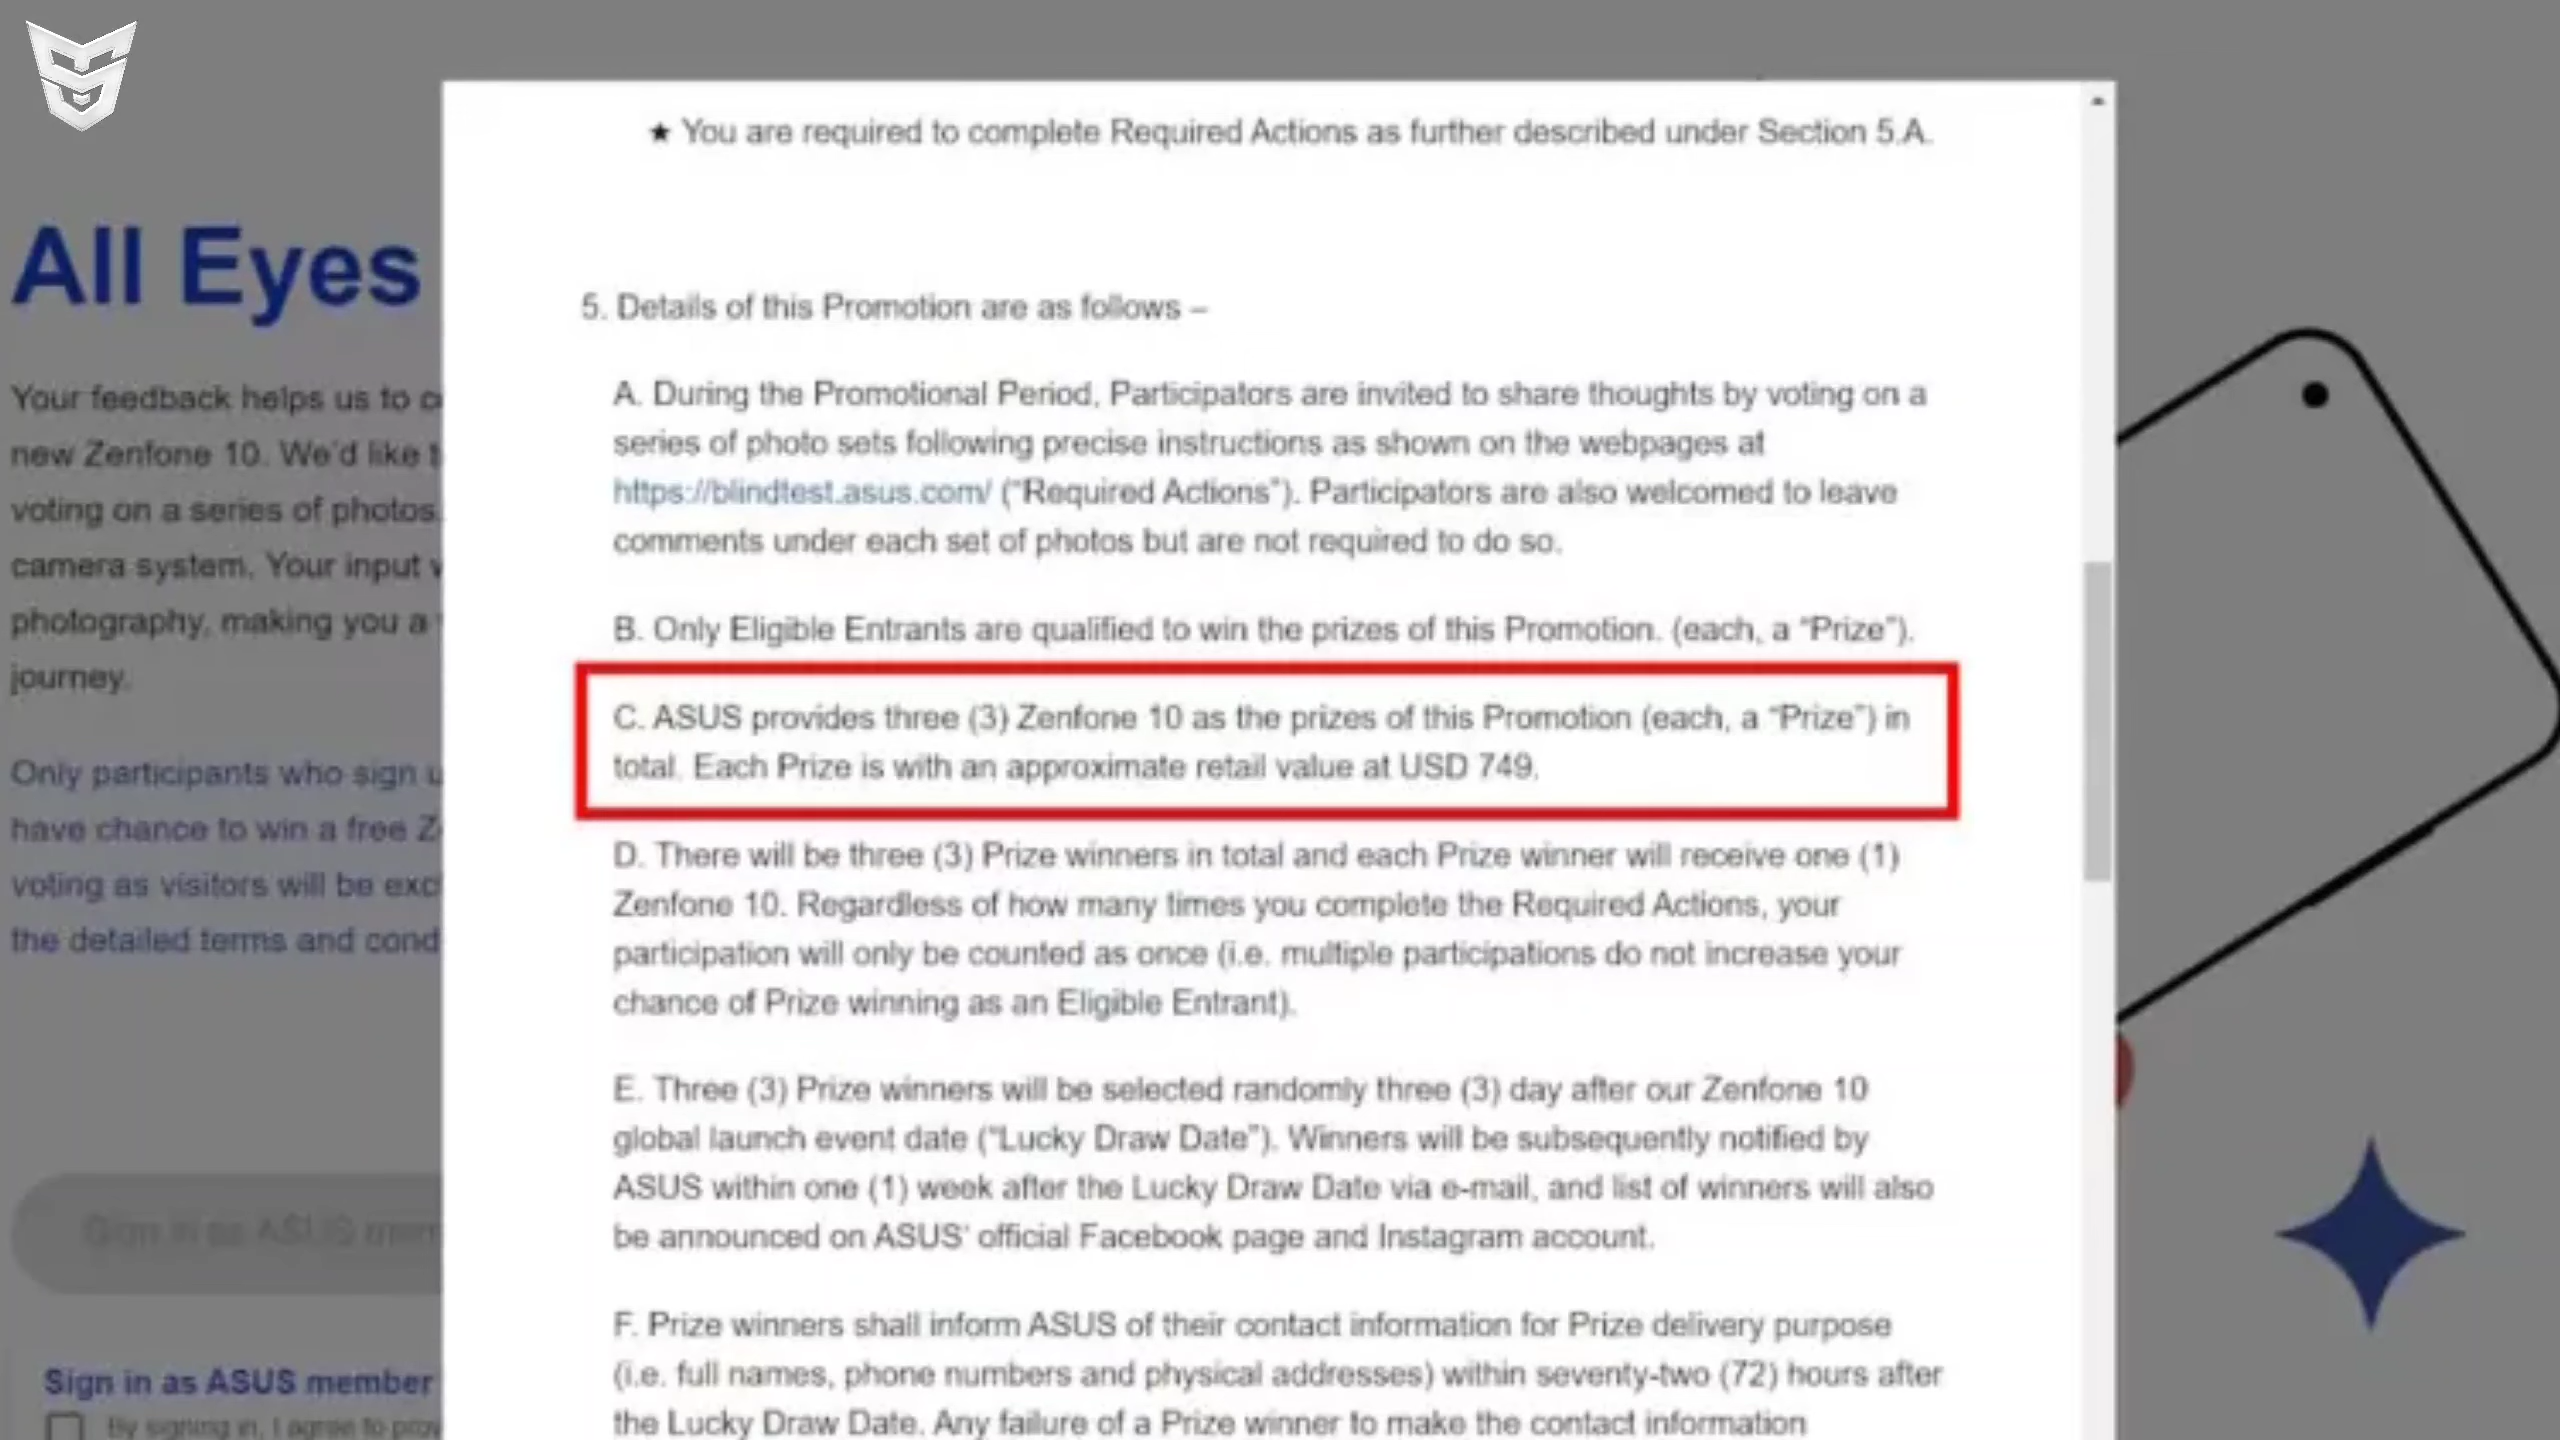 ★ You are required to complete Required Actions as further described under Section 5.A.
All Eyes
Your feedback helps us to
new Zenfone 10. We'd like
voting on a series of photos.
camera system. Your input
photography, making you a
journey.
Only participants who sign
have chance to win a free
voting as visitors will be
the detailed terms and
Sign in as ASUS
Sign in as ASUS member
By signing in, I agree to
5. Details of this Promotion are as follows –
A. During the Promotional Period, Participators are invited to share thoughts by voting on a
series of photo sets following precise instructions as shown on the webpages at
https://blindtest.asus.com/ (“Required Actions”). Participators are also welcomed to leave
comments under each set of photos but are not required to do so.
B. Only Eligible Entrants are qualified to win the prizes of this Promotion. (each, a “Prize”).
C. ASUS provides three (3) Zenfone 10 as the prizes of this Promotion (each, a “Prize”) in
total. Each Prize is with an approximate retail value at USD 749.
D. There will be three (3) Prize winners in total and each Prize winner will receive one (1)
Zenfone 10. Regardless of how many times you complete the Required Actions, your
participation will only be counted as once (i.e. multiple participations do not increase your
chance of Prize winning as an Eligible Entrant).
E. Three (3) Prize winners will be selected randomly three (3) day after our Zenfone 10
global launch event date (“Lucky Draw Date”). Winners will be subsequently notified by
ASUS within one (1) week after the Lucky Draw Date via e-mail, and list of winners will also
be announced on ASUS’ official Facebook page and Instagram account.
F. Prize winners shall inform ASUS of their contact information for Prize delivery purpose
(i.e. full names, phone numbers and physical addresses) within seventy-two (72) hours after
the Lucky Draw Date. Any failure of a Prize winner to make the contact information